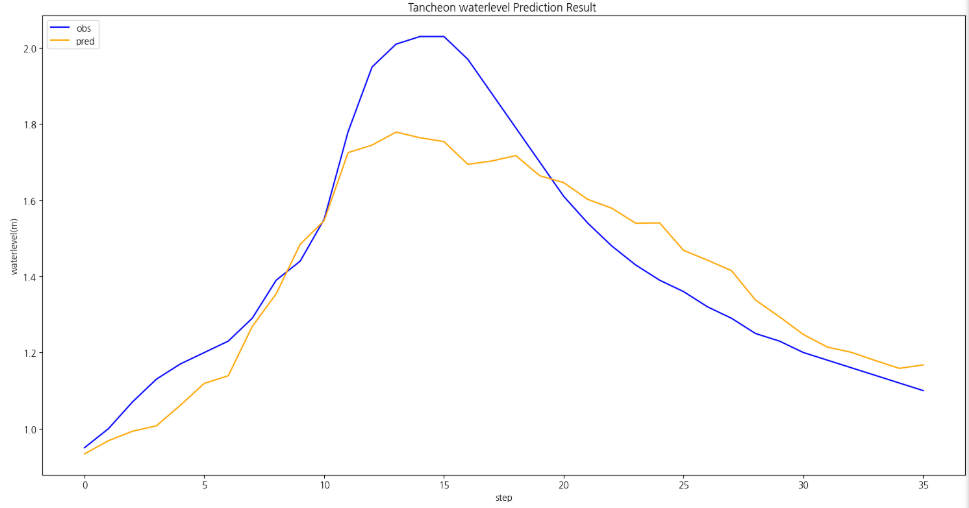 Tancheon waterlevel Prediction Result
obs
pred
2.0
1.8
1.6
1.4
1.2
1.0
waterlevel(m)
0 5 10 15 20 25 30 35
step